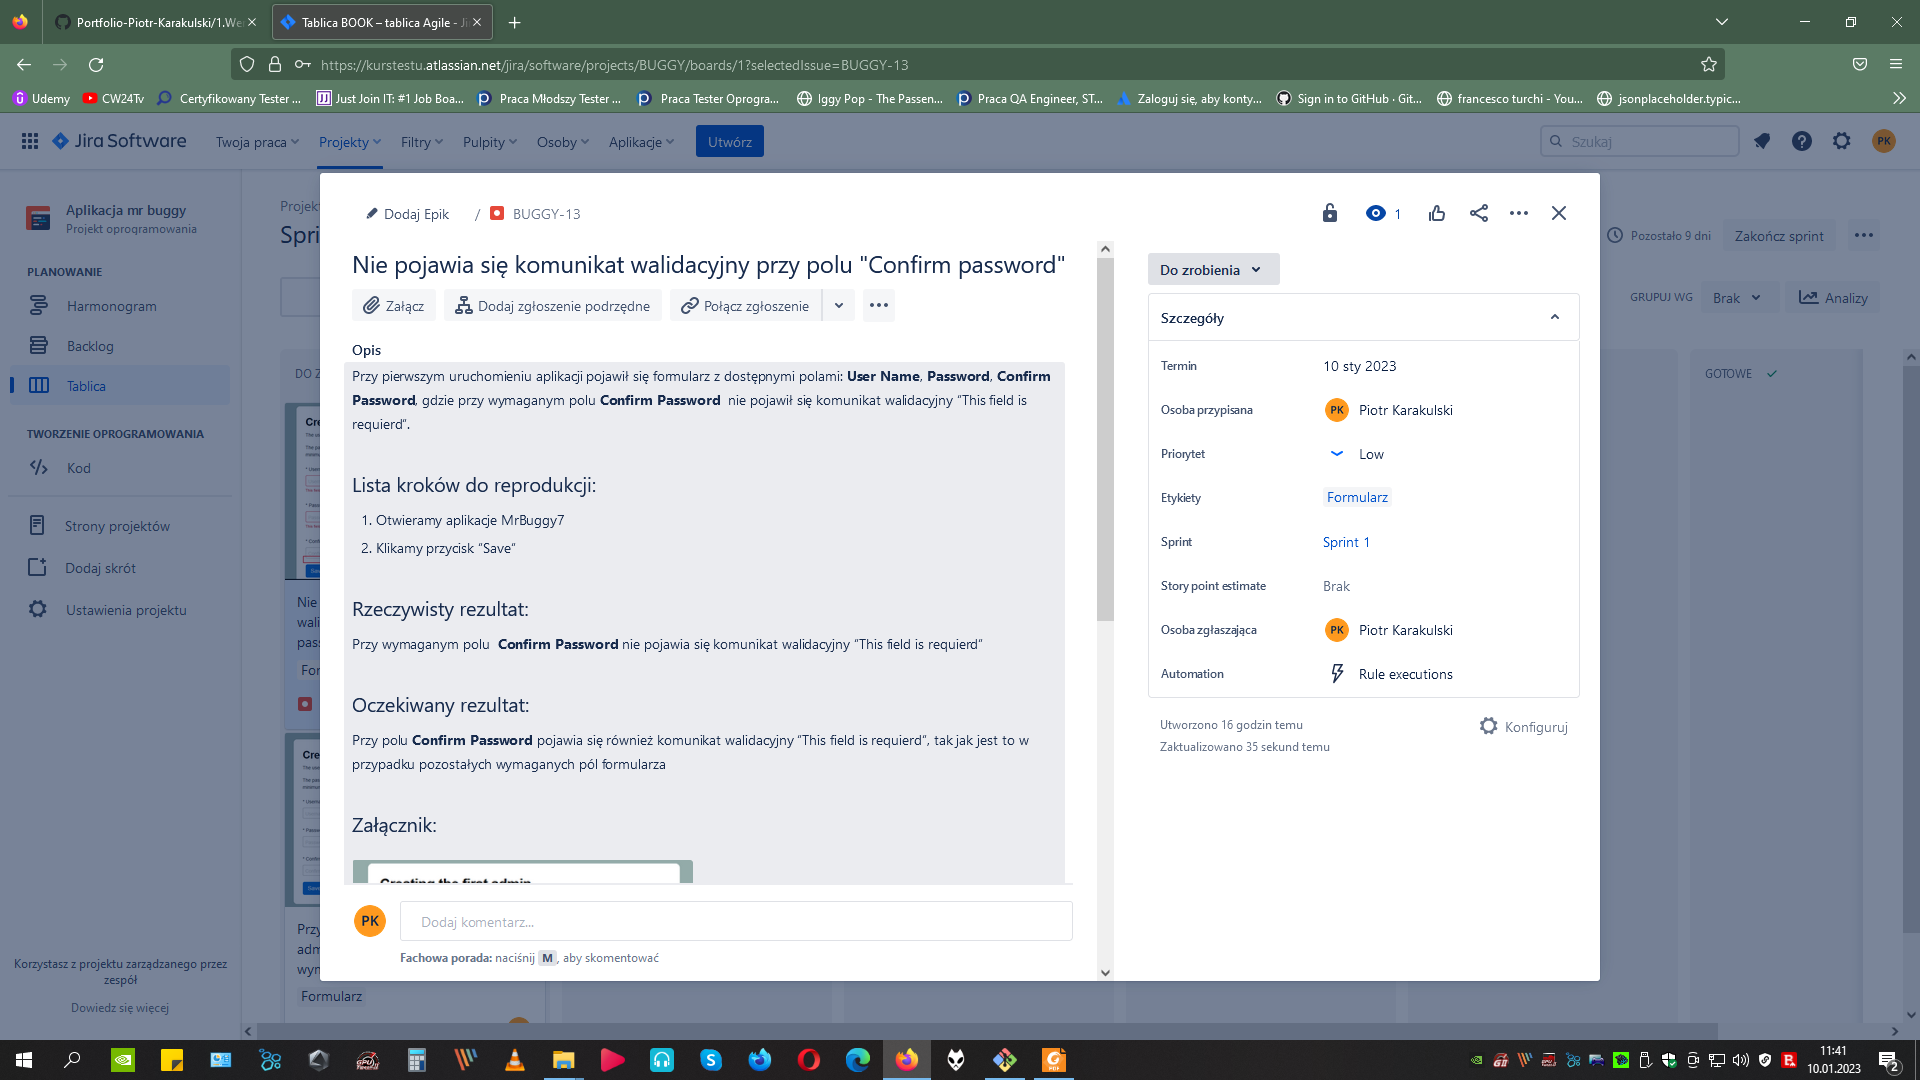 Portfolio-Piotr-Karakulski/1.We
Tablica BOOK – tablica Agile - Ji
https://kurstestu.atlassian.net/jira/software/projects/BUGGY/boards/1?selectedIssue=BUGGY-13
Udemy
CW24Tv
Certyfikowany Tester ...
Just Join IT: #1 Job Boa...
Praca Młodszy Tester ...
Praca Tester Oprogra...
Iggy Pop - The Passen...
Praca QA Engineer, ST...
Zaloguj się, aby konty...
Sign in to GitHub · Git...
francesco turchi - You...
jsonplaceholder.typic...
Jira Software
Twoja praca
Projekty
Filtry
Pulpity
Osoby
Aplikacje
Utwórz
Szukaj
PK
Aplikacja mr buggy
Projekt oprogramowania
PLANOWANIE
Harmonogram
Backlog
Tablica
TWORZENIE OPROGRAMOWANIA
Kod
Strony projektów
Dodaj skrót
Ustawienia projektu
Korzystasz z projektu zarządzanego przez
zespół
Dowiedz się więcej
Projekt
Spri
Pozostało 9 dni
Zakończ sprint
GRUPUJ WG
Brak
Analizy
DO Z
GOTOWE
Nie
wali
pass
For
Przy
adm
wyn
Formularz
Dodaj Epik
/ BUGGY-13
1
Nie pojawia się komunikat walidacyjny przy polu "Confirm password"
Załącz
Dodaj zgłoszenie podrzędne
Połącz zgłoszenie
Opis
Przy pierwszym uruchomieniu aplikacji pojawił się formularz z dostępnymi polami: User Name, Password, Confirm
Password, gdzie przy wymaganym polu Confirm Password nie pojawił się komunikat walidacyjny “This field is
requierd”.
Lista kroków do reprodukcji:
1. Otwieramy aplikacje MrBuggy7
2. Klikamy przycisk “Save“
Rzeczywisty rezultat:
Przy wymaganym polu Confirm Password nie pojawia się komunikat walidacyjny “This field is requierd”
Oczekiwany rezultat:
Przy polu Confirm Password pojawia się również komunikat walidacyjny “This field is requierd“, tak jak jest to w
przypadku pozostałych wymaganych pól formularza
Załącznik:
Creating the first admin
PK
Dodaj komentarz...
Fachowa porada: naciśnij M, aby skomentować
Do zrobienia
Szczegóły
Termin
10 sty 2023
Osoba przypisana
PK Piotr Karakulski
Priorytet
Low
Etykiety
Formularz
Sprint
Sprint 1
Story point estimate
Brak
Osoba zgłaszająca
PK Piotr Karakulski
Automation
Rule executions
Utworzono 16 godzin temu
Zaktualizowano 35 sekund temu
Konfiguruj
11:41
10.01.2023
2